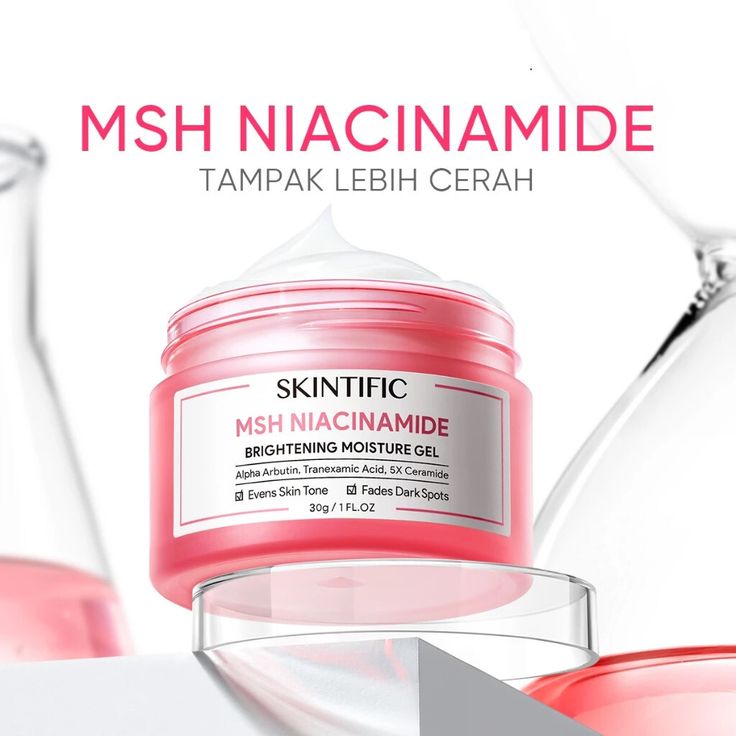 MSH NIACINAMIDE
TAMPAK LEBIH CERAH
SKINTIFIC
MSH NIACINAMIDE
BRIGHTENING MOISTURE GEL
Alpha Arbutin, Tranexamic Acid, 5X Ceramide
☑ Evens Skin Tone ☑ Fades Dark Spots
30g / 1 FL.OZ